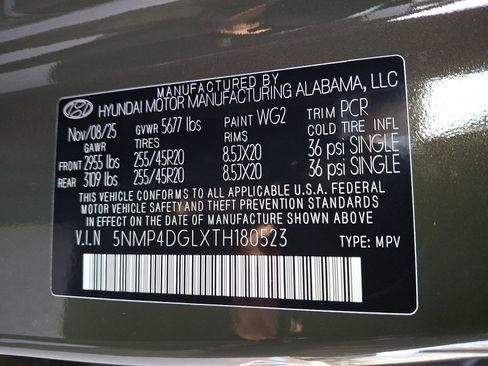 MANUFACTURED BY
HYUNDAI MOTOR MANUFACTURING ALABAMA, LLC
Nov/08/25 GVWR 5677 lbs PAINT WG2 TRIM PCR
GAWR TIRES RIMS COLD TIRE INFL
FRONT 2955 lbs 255/45R20 8.5JX20 36 psi SINGLE
REAR 3109 lbs 255/45R20 8.5JX20 36 psi SINGLE
THIS VEHICLE CONFORMS TO ALL APPLICABLE U.S.A. FEDERAL
MOTOR VEHICLE SAFETY AND THEFT PREVENTION STANDARDS
IN EFFECT ON THE DATE OF MANUFACTURE SHOWN ABOVE.
V.I.N 5NMP4DGLXTH180523 TYPE: MPV